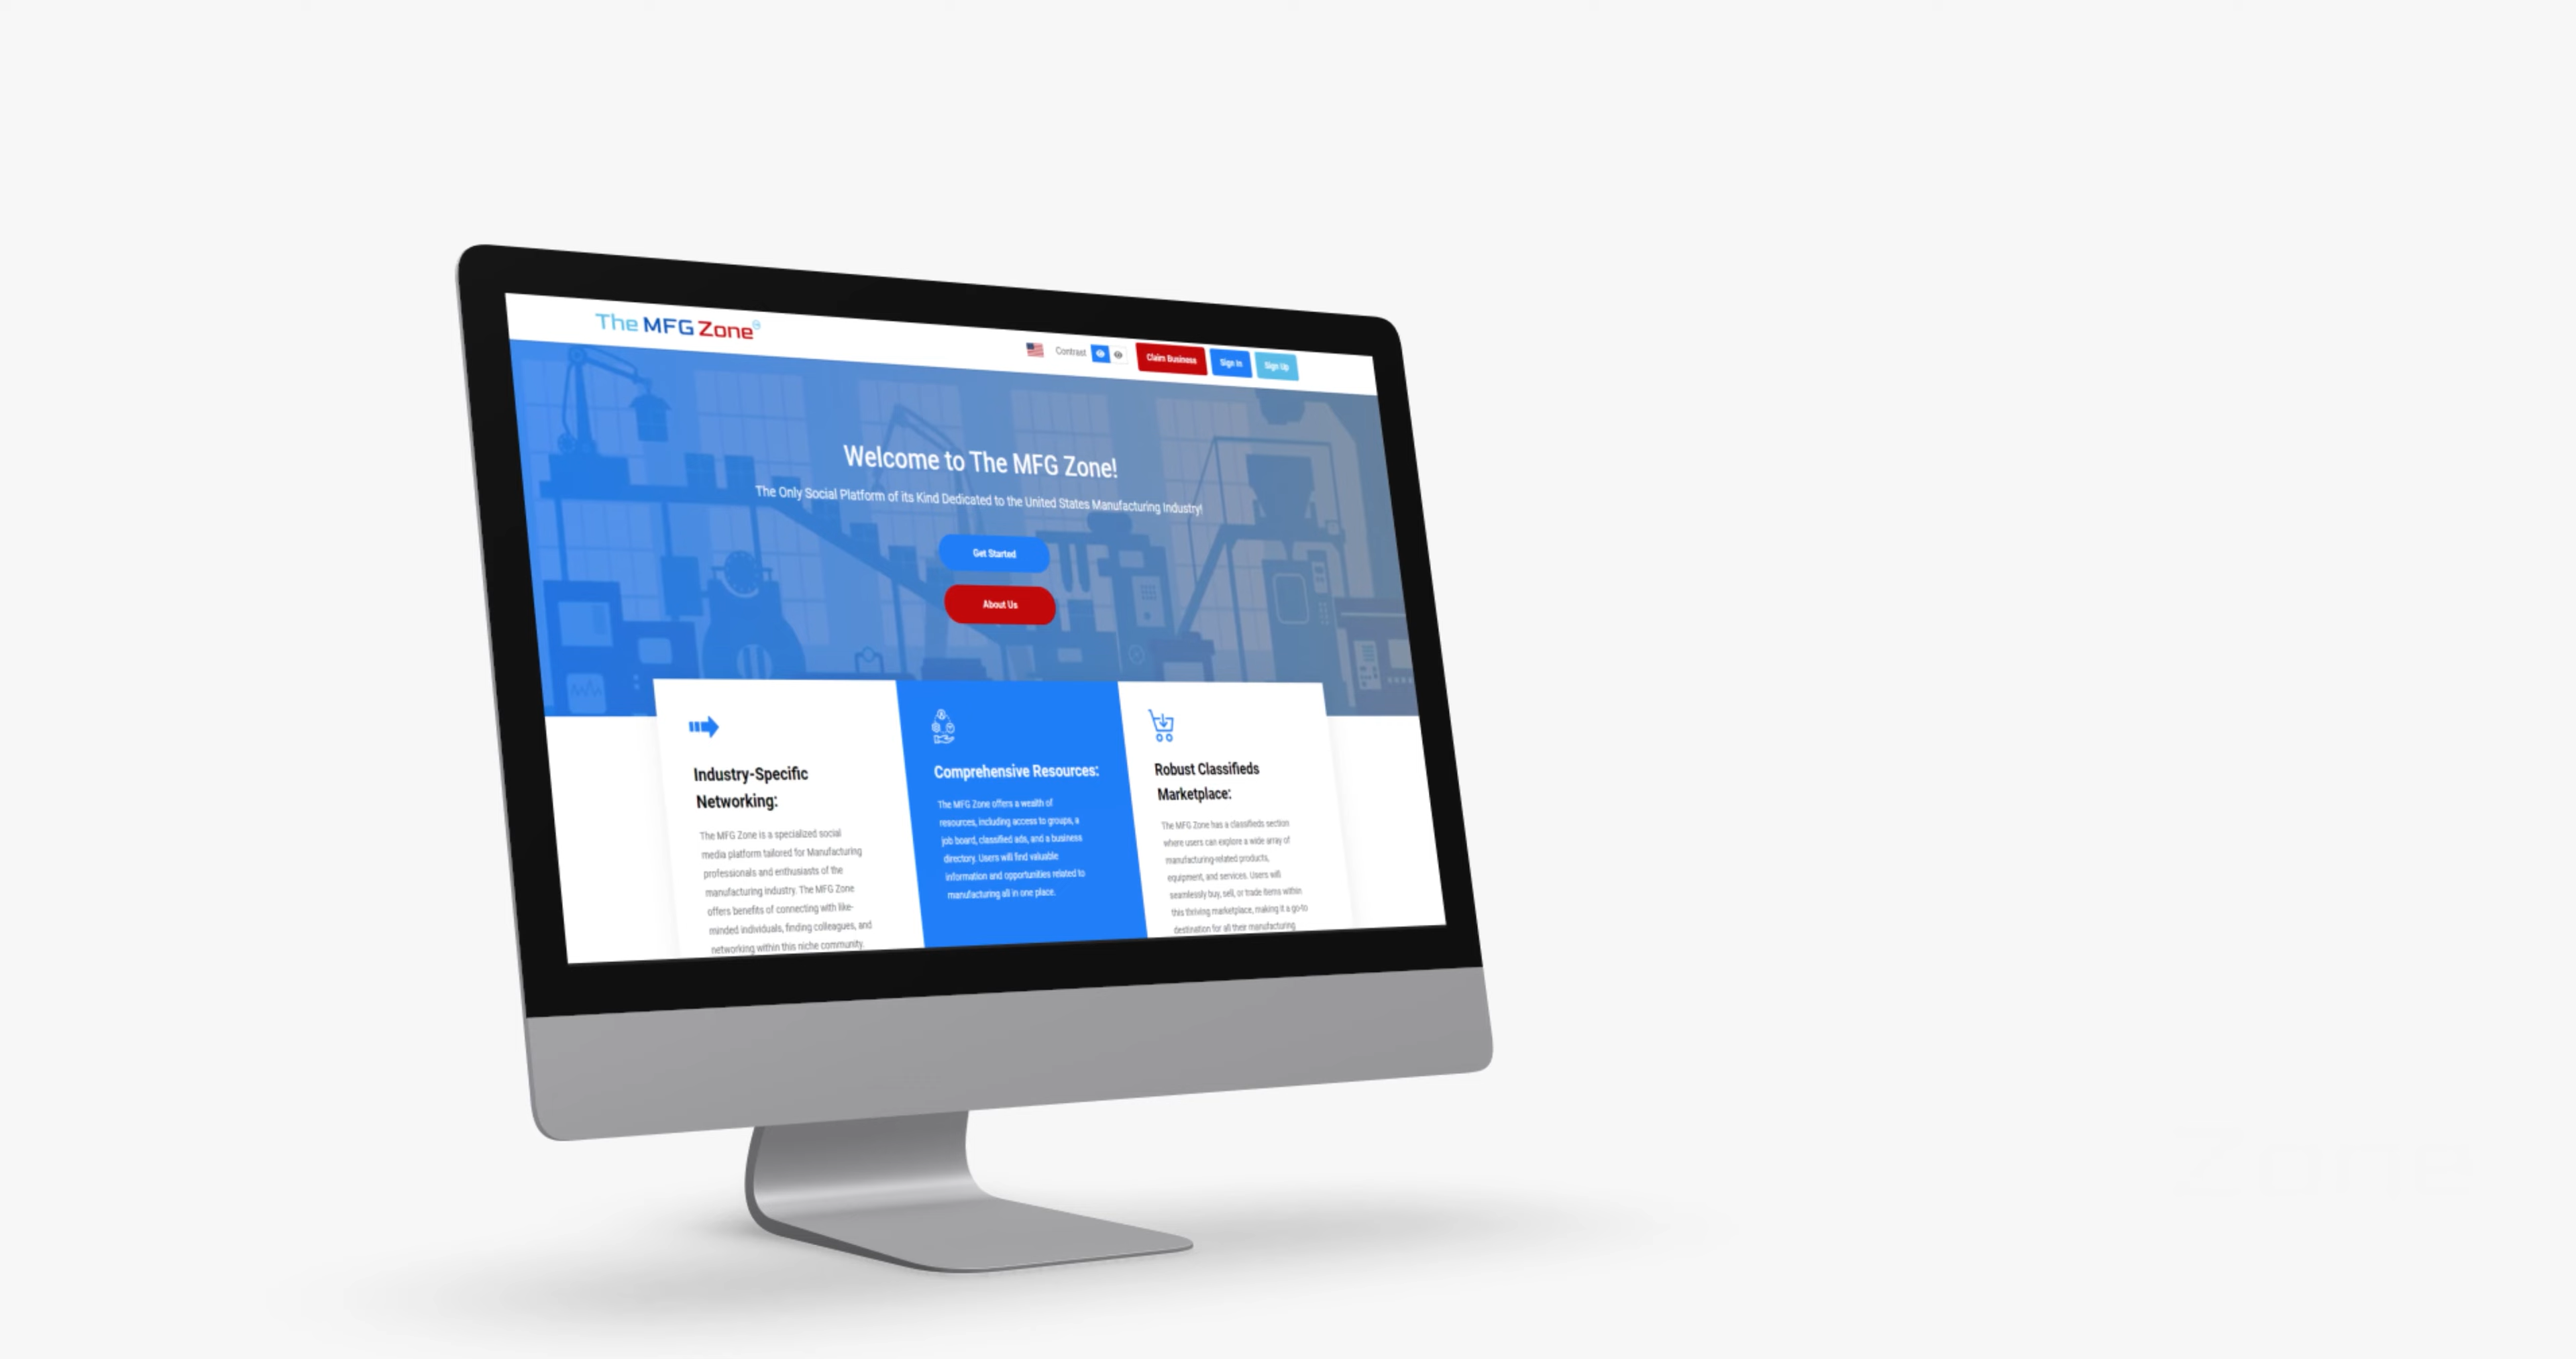 The MFG Zone
Contrast
Claim Business
Sign In
Sign Up
Welcome to The MFG Zone!
The Only Social Platform of its Kind Dedicated to the United States Manufacturing Industry!
Get Started
About Us
Industry-Specific
Networking:
The MFG Zone is a specialized social
media platform tailored for Manufacturing
professionals and enthusiasts of the
manufacturing industry. The MFG Zone
offers benefits of connecting with like-
minded individuals, finding colleagues, and
networking within this niche community.
Comprehensive Resources:
The MFG Zone offers a wealth of
resources, including access to groups, a
job board, classified ads, and a business
directory. Users will find valuable
information and opportunities related to
manufacturing all in one place.
Robust Classifieds
Marketplace:
The MFG Zone has a classifieds section
where users can explore a wide array of
manufacturing-related products,
equipment, and services. Users will
seamlessly buy, sell, or trade items within
this thriving marketplace, making it a go-to
destination for all their manufacturing
Zone